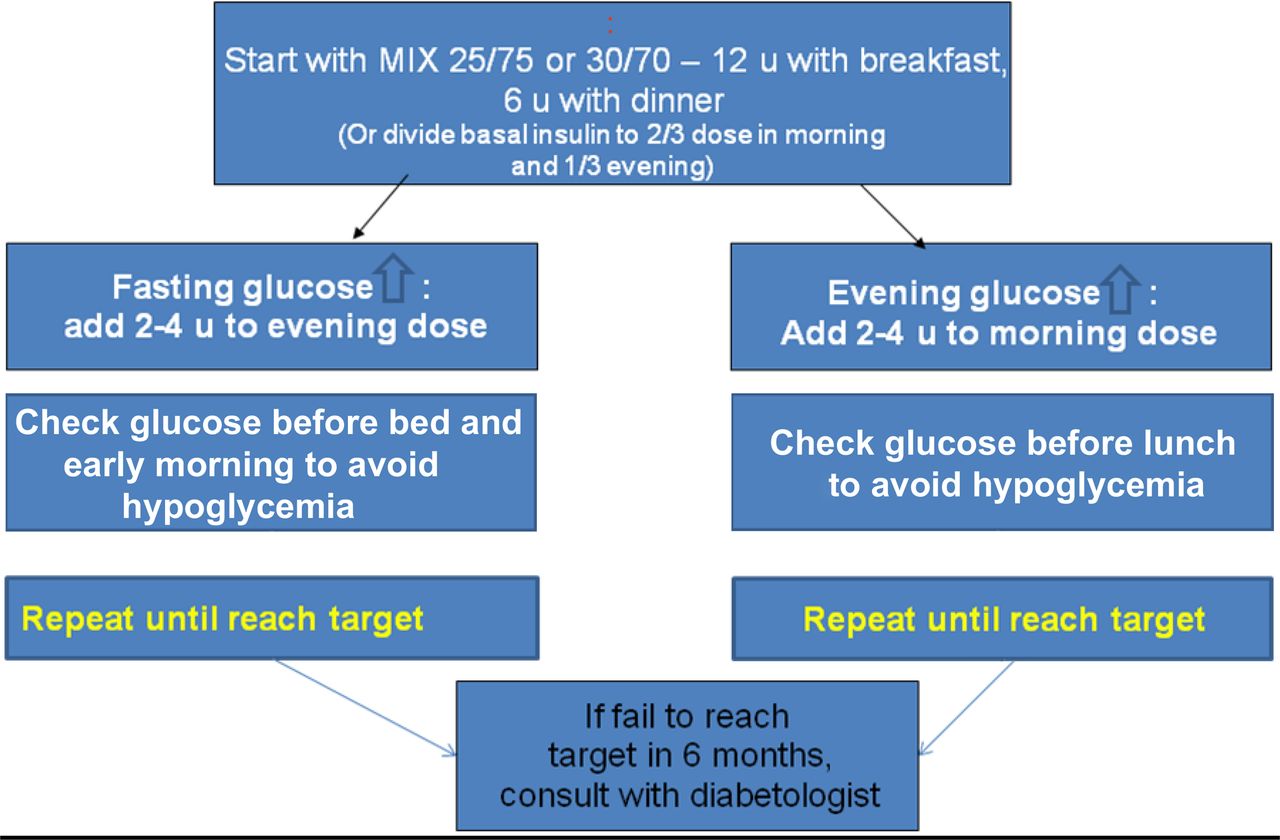 :
Start with MIX 25/75 or 30/70 – 12 u with breakfast,
6 u with dinner
(Or divide basal insulin to 2/3 dose in morning
and 1/3 evening)
Fasting glucose :
add 2-4 u to evening dose
Evening glucose :
Add 2-4 u to morning dose
Check glucose before bed and
early morning to avoid
hypoglycemia
Check glucose before lunch
to avoid hypoglycemia
Repeat until reach target
Repeat until reach target
If fail to reach
target in 6 months,
consult with diabetologist